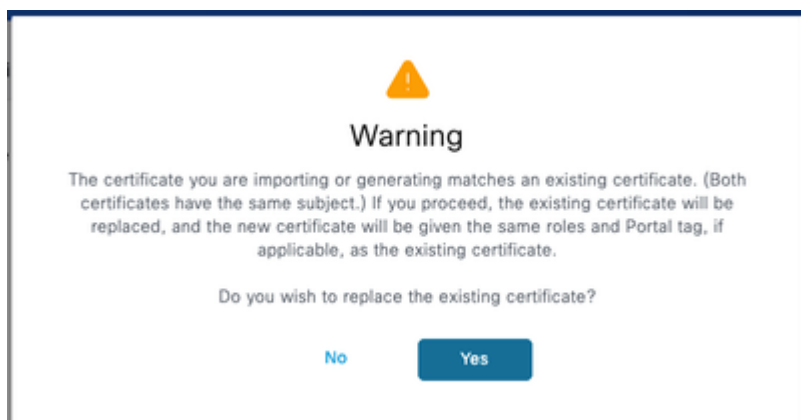 Warning
The certificate you are importing or generating matches an existing certificate. (Both
certificates have the same subject.) If you proceed, the existing certificate will be
replaced, and the new certificate will be given the same roles and Portal tag, if
applicable, as the existing certificate.
Do you wish to replace the existing certificate?
No
Yes